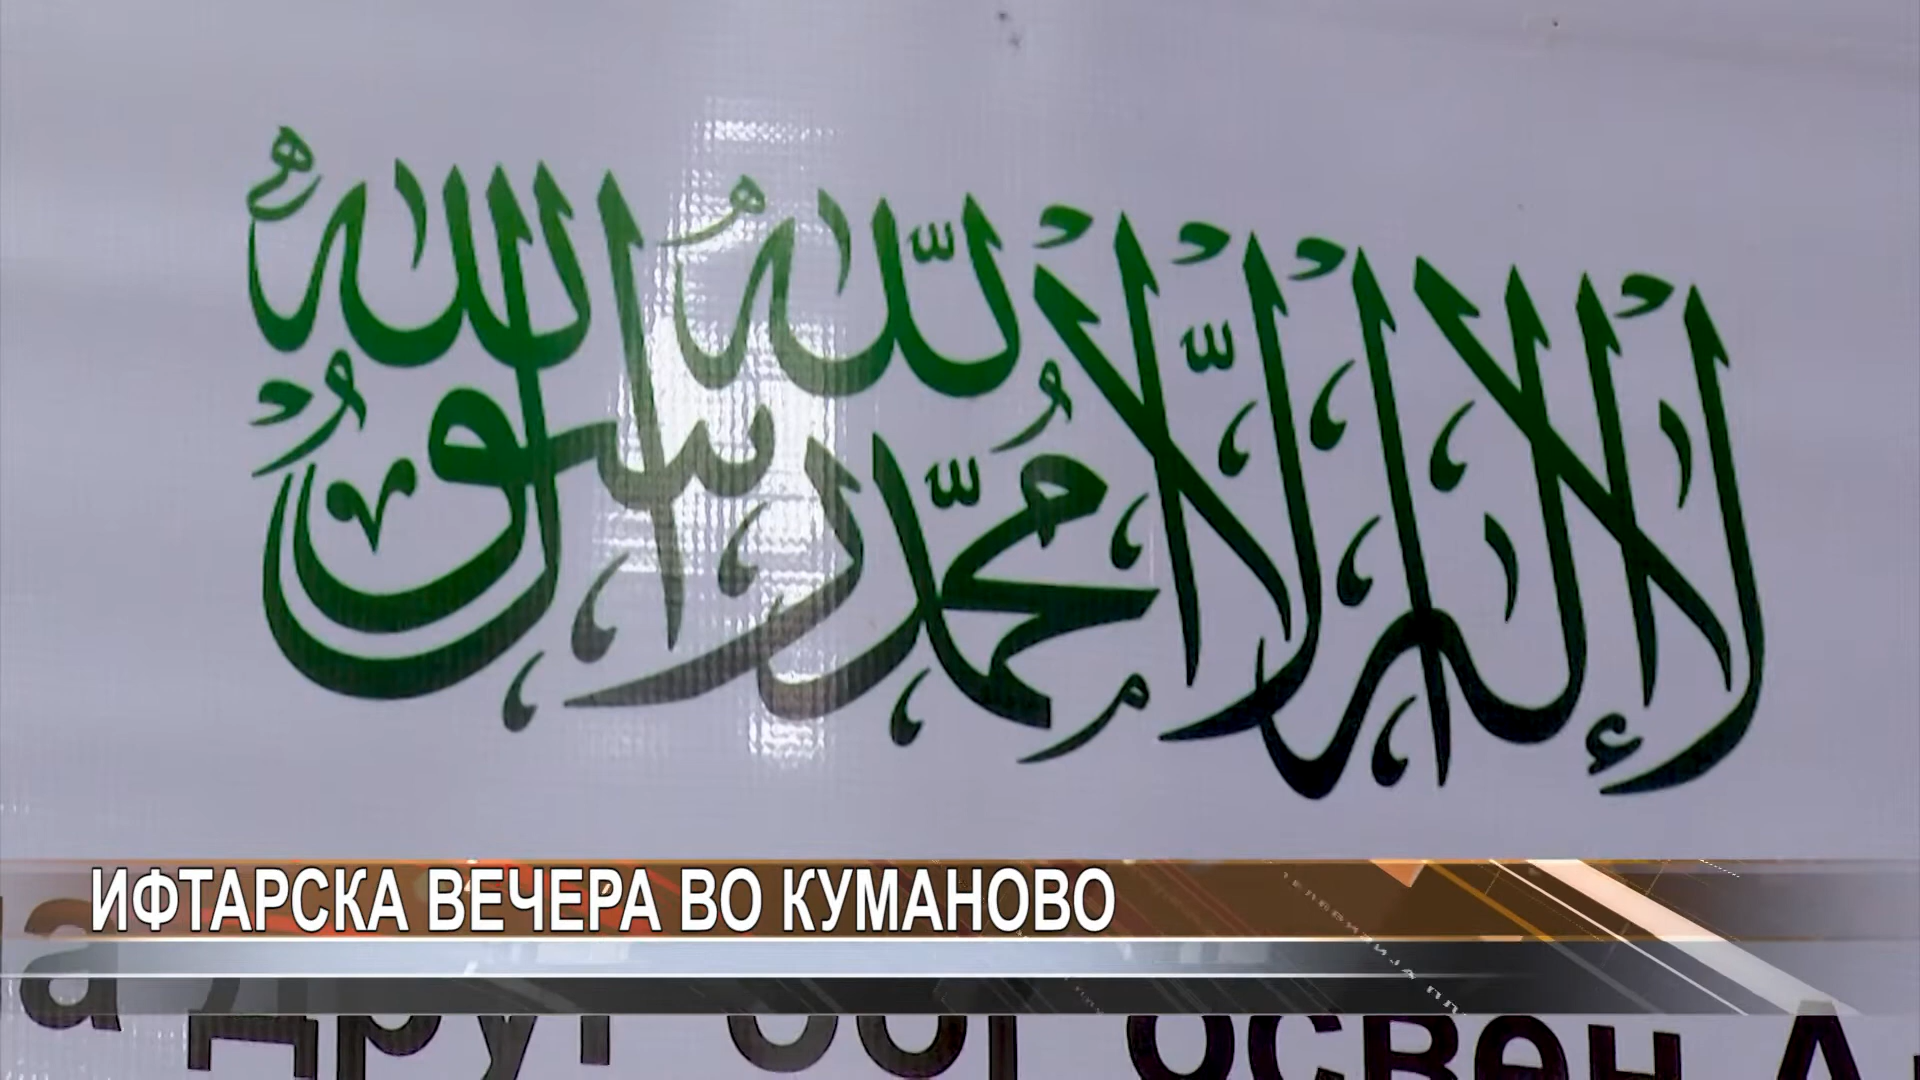 لا إله إلا الله محمد رسول الله
ИФТАРСКА ВЕЧЕРА ВО КУМАНОВО
друг бог освен